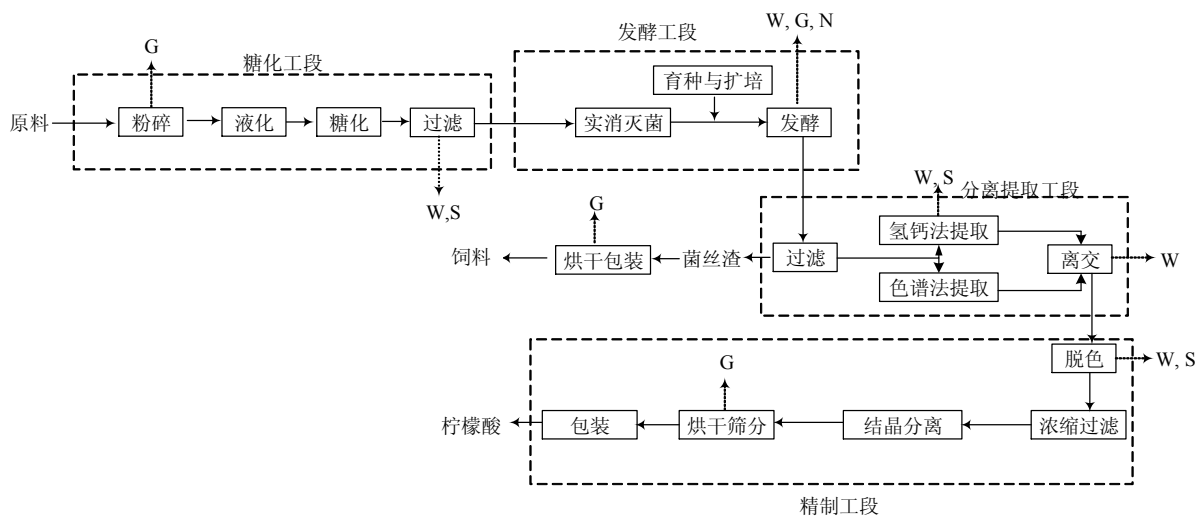 糖化工段
G
原料
粉碎
液化
糖化
过滤
W,S
发酵工段
W, G, N
育种与扩培
实消灭菌
发酵
分离提取工段
W, S
氢钙法提取
过滤
色谱法提取
离交
W
菌丝渣
G
烘干包装
饲料
脱色
W, S
浓缩过滤
结晶分离
G
烘干筛分
包装
柠檬酸
精制工段